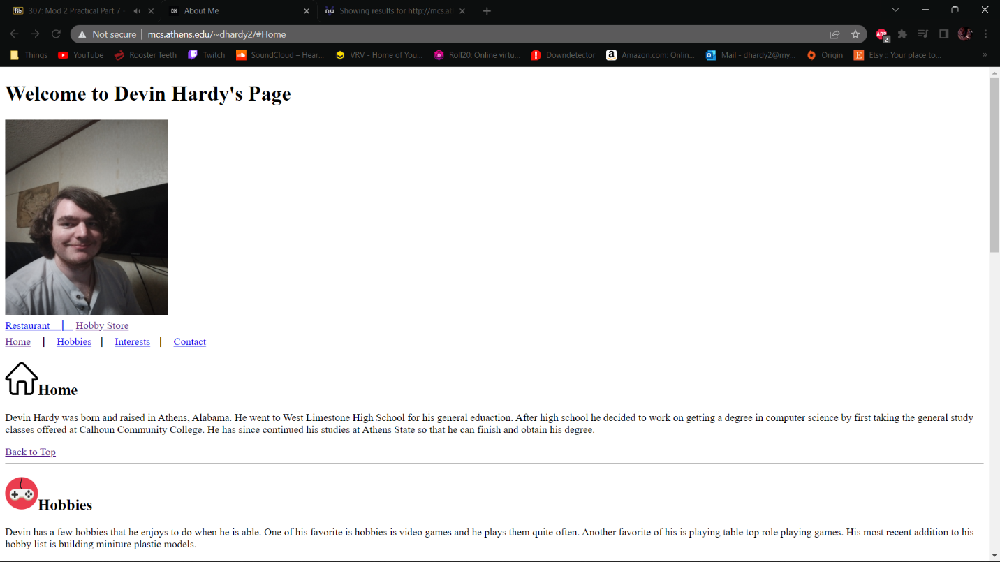 307: Mod 2 Practical Part 7
About Me
Showing results for http://mcs.at
Not secure | mcs.athens.edu/~dhardy2/#Home
ABP
2
Things
YouTube
Rooster Teeth
Twitch
SoundCloud – Hear...
VRV - Home of You...
Roll20: Online virtu...
Downdetector
Amazon.com: Onlin...
Mail - dhardy2@my...
Origin
Etsy :: Your place to...
»
Welcome to Devin Hardy's Page
Restaurant | Hobby Store
Home | Hobbies | Interests | Contact
Home
Devin Hardy was born and raised in Athens, Alabama. He went to West Limestone High School for his general eduaction. After high school he decided to work on getting a degree in computer science by first taking the general study
classes offered at Calhoun Community College. He has since continued his studies at Athens State so that he can finish and obtain his degree.
Back to Top
Hobbies
Devin has a few hobbies that he enjoys to do when he is able. One of his favorite is hobbies is video games and he plays them quite often. Another favorite of his is playing table top role playing games. His most recent addition to his
hobby list is building miniture plastic models.